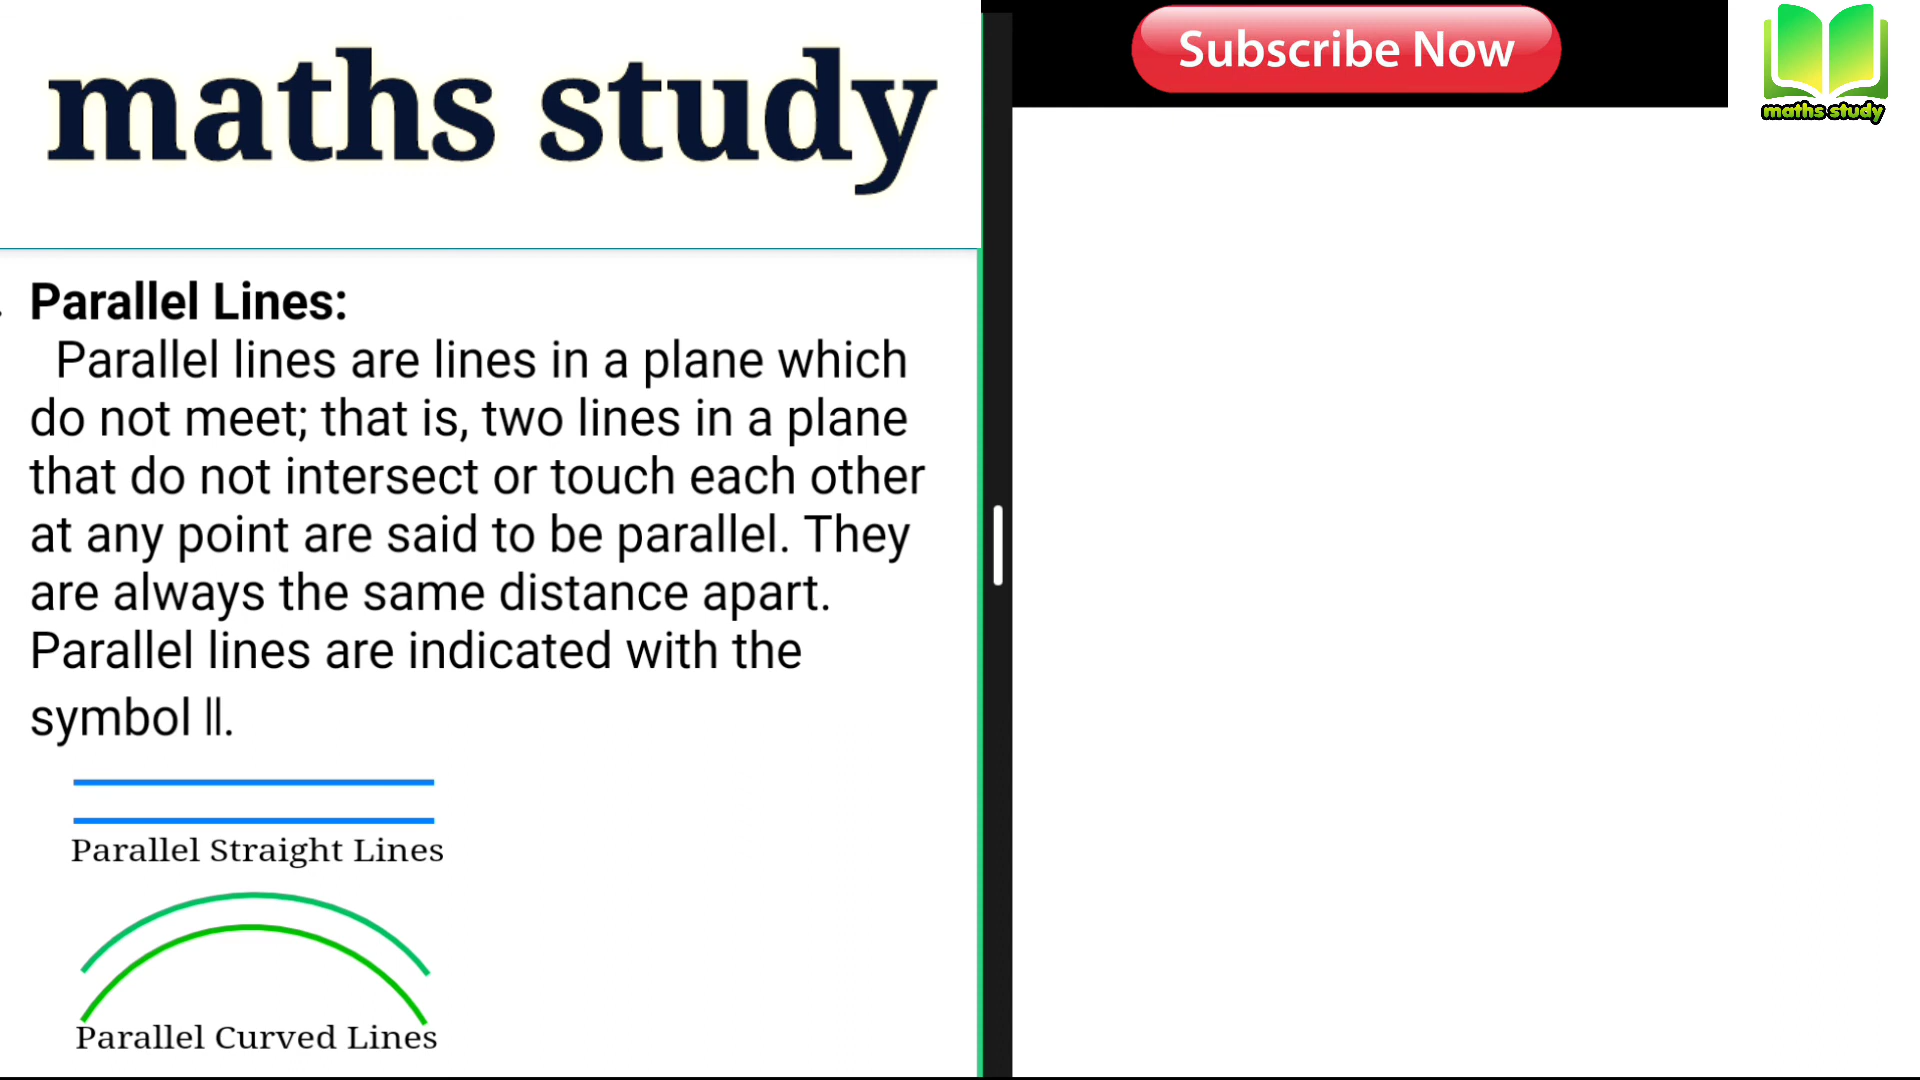 maths study
Parallel Lines:
Parallel lines are lines in a plane which
do not meet; that is, two lines in a plane
that do not intersect or touch each other
at any point are said to be parallel. They
are always the same distance apart.
Parallel lines are indicated with the
symbol ||.
Parallel Straight Lines
Parallel Curved Lines
Subscribe Now
maths study